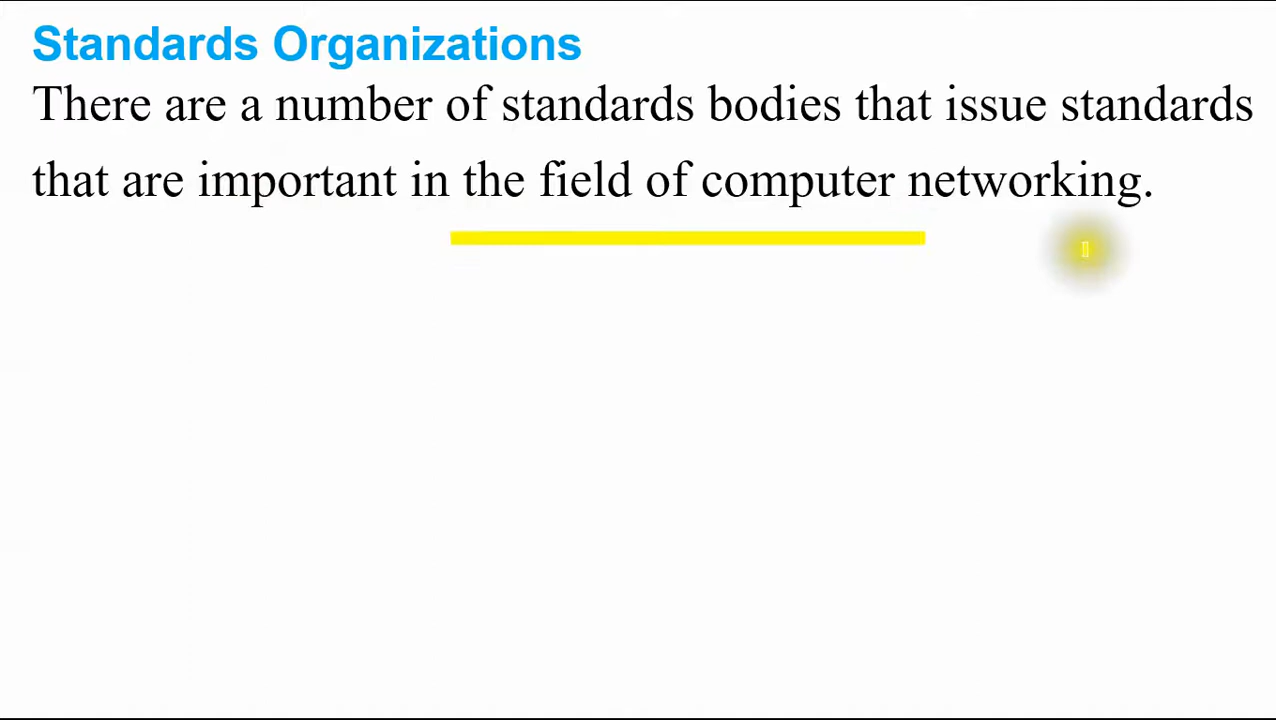 Standards Organizations
There are a number of standards bodies that issue standards
that are important in the field of computer networking.